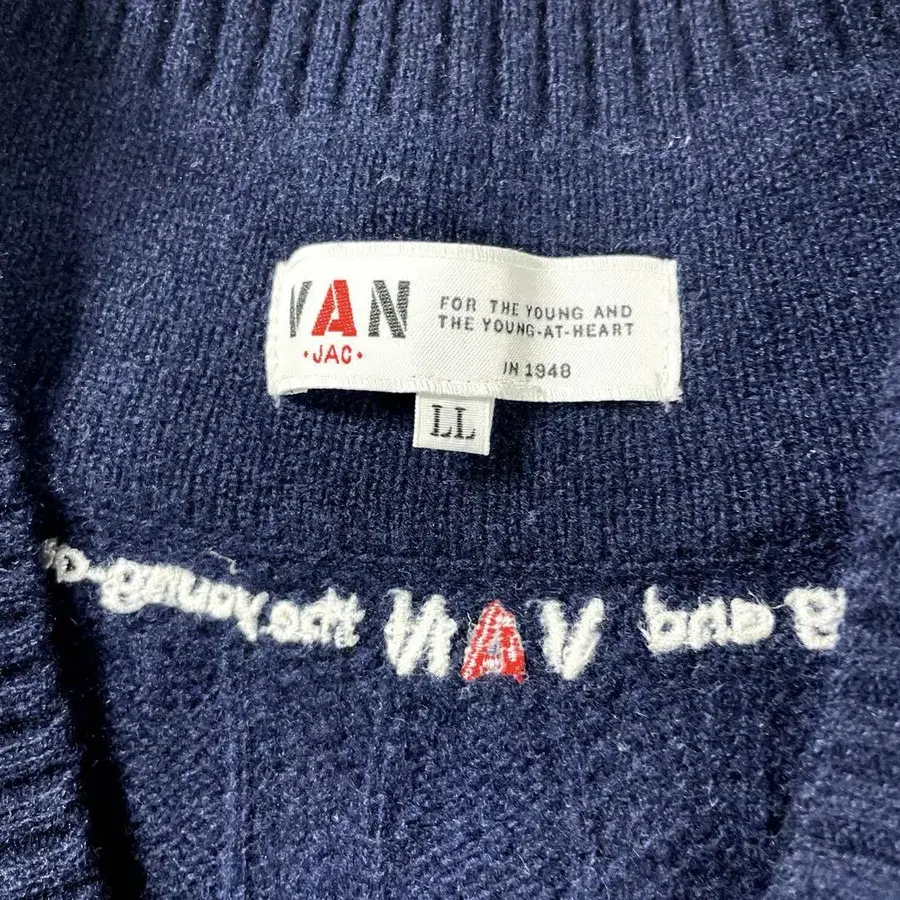 VAN
•JAC•
FOR THE YOUNG AND
THE YOUNG-AT-HEART
IN 1948
LL
g and VAN the young-